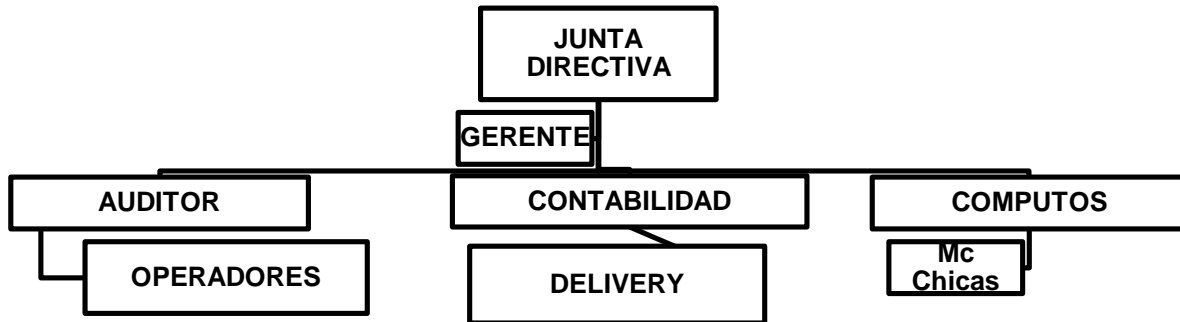 JUNTA
DIRECTIVA
GERENTE
AUDITOR
CONTABILIDAD
COMPUTOS
OPERADORES
DELIVERY
Mc
Chicas